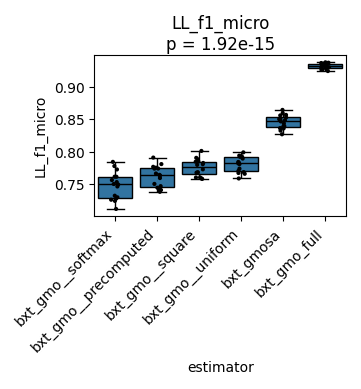 LL_f1_micro
p = 1.92e-15
LL_f1_micro
0.90
0.85
0.80
0.75
bxt_gmo__softmax
bxt_gmo__precomputed
bxt_gmo__square
bxt_gmo__uniform
bxt_gmosa
bxt_gmo_full
estimator